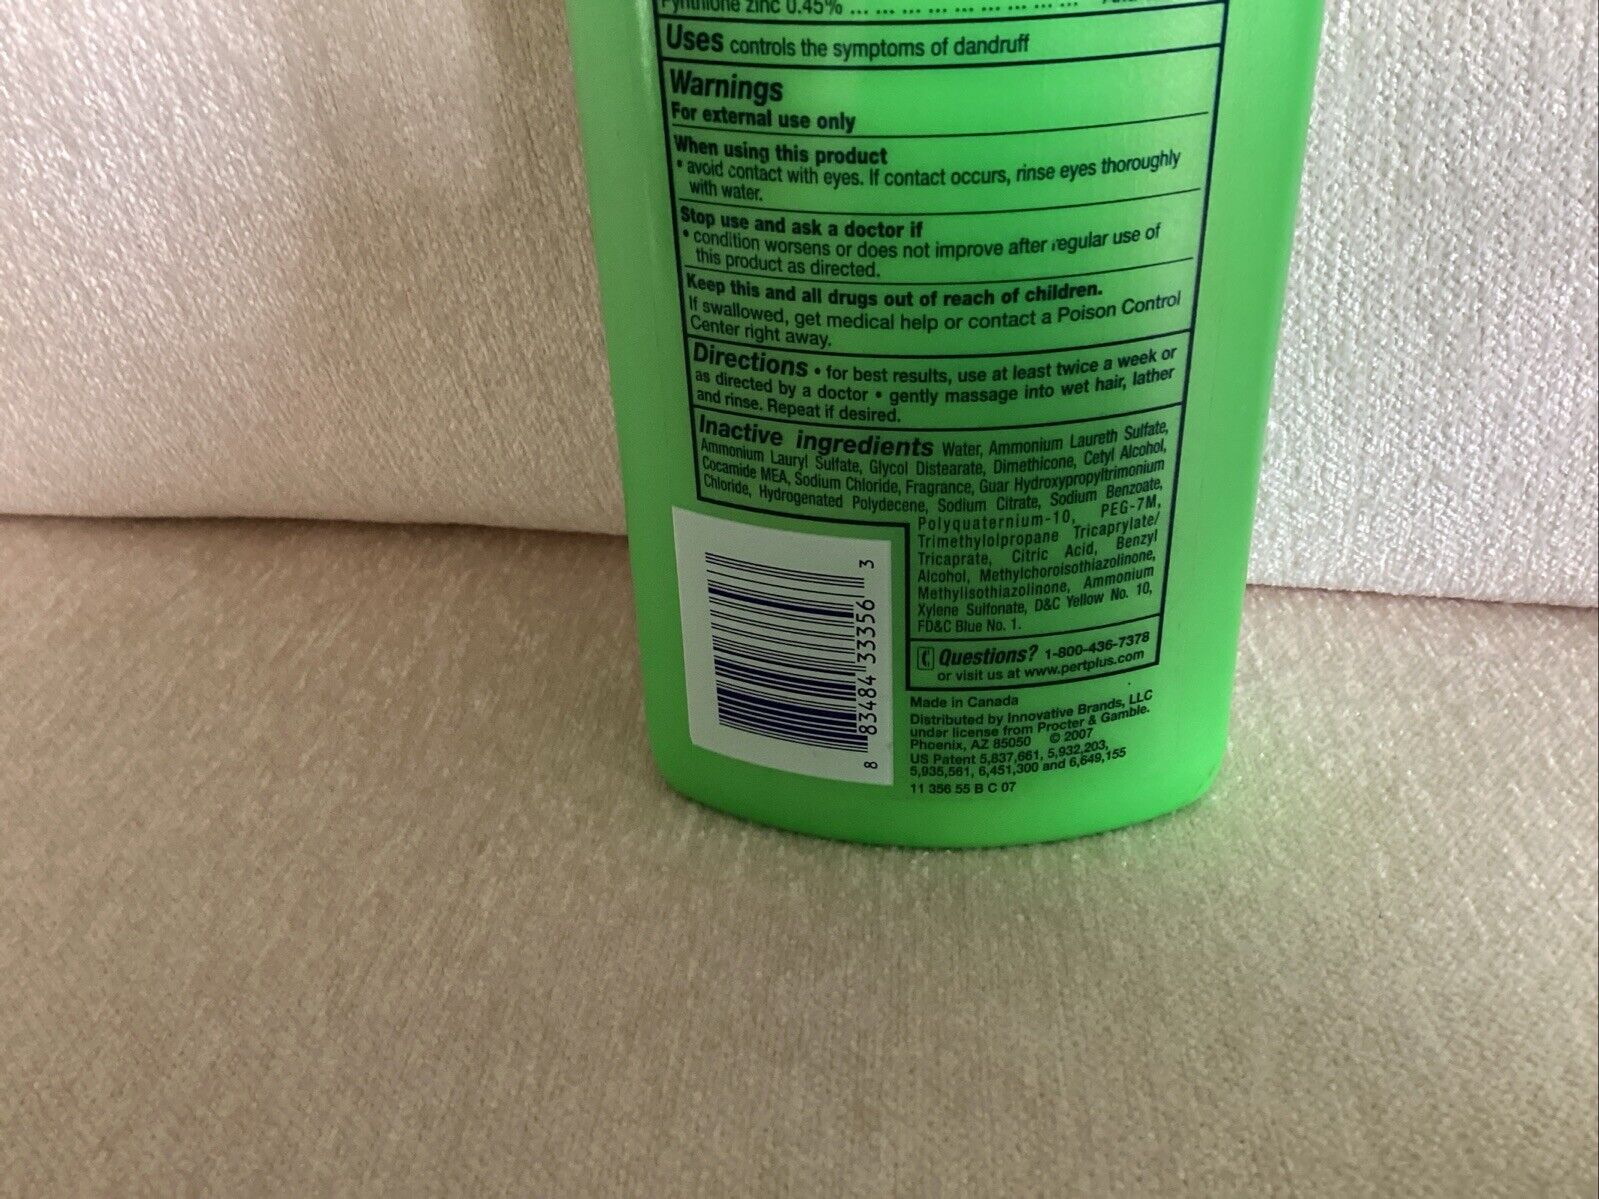 Pyrithione zinc 0.45% ... ... ... ... ... ... ... ... ...
Uses controls the symptoms of dandruff
Warnings
For external use only
When using this product
• avoid contact with eyes. If contact occurs, rinse eyes thoroughly
with water.
Stop use and ask a doctor if
• condition worsens or does not improve after regular use of
this product as directed.
Keep this and all drugs out of reach of children.
If swallowed, get medical help or contact a Poison Control
Center right away.
Directions • for best results, use at least twice a week or
as directed by a doctor • gently massage into wet hair, lather
and rinse. Repeat if desired.
Inactive ingredients Water, Ammonium Laureth Sulfate,
Ammonium Lauryl Sulfate, Glycol Distearate, Dimethicone, Cetyl Alcohol,
Cocamide MEA, Sodium Chloride, Fragrance, Guar Hydroxypropyltrimonium
Chloride, Hydrogenated Polydecene, Sodium Citrate, Sodium Benzoate,
Polyquaternium-10, PEG-7M,
Trimethylolpropane Tricaprylate/
Tricaprate, Citric Acid, Benzyl
Alcohol, Methylchoroisothiazolinone,
Methylisothiazolinone, Ammonium
Xylene Sulfonate, D&C Yellow No. 10,
FD&C Blue No. 1.
Questions? 1-800-436-7378
or visit us at www.pertplus.com
Made in Canada
Distributed by Innovative Brands, LLC
under license from Procter & Gamble.
Phoenix, AZ 85050 © 2007
US Patent 5,837,661, 5,932,203,
5,935,561, 6,451,300 and 6,649,155
11 356 55 B C 07
8 83484 33356 3